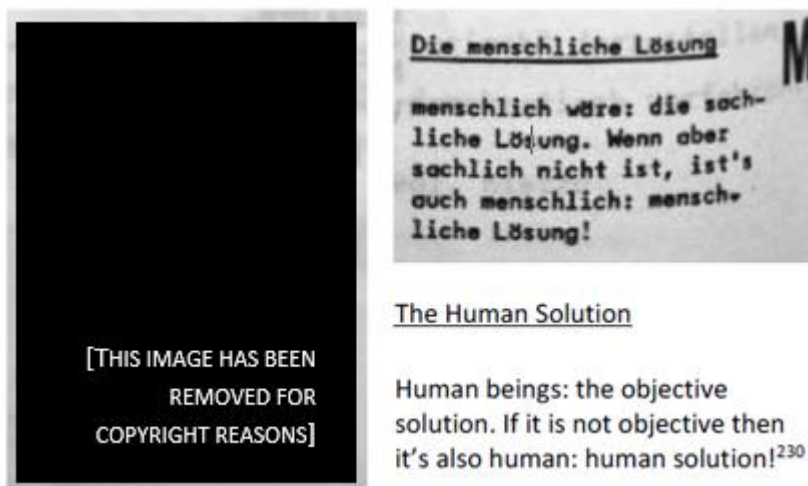 [THIS IMAGE HAS BEEN
REMOVED FOR
COPYRIGHT REASONS]
Die menschliche Lösung
M
menschlich wäre: die sach-
liche Lösung. Wenn aber
sachlich nicht ist, ist's
auch menschlich: mensch-
liche Lösung!
The Human Solution
Human beings: the objective
solution. If it is not objective then
it's also human: human solution!230